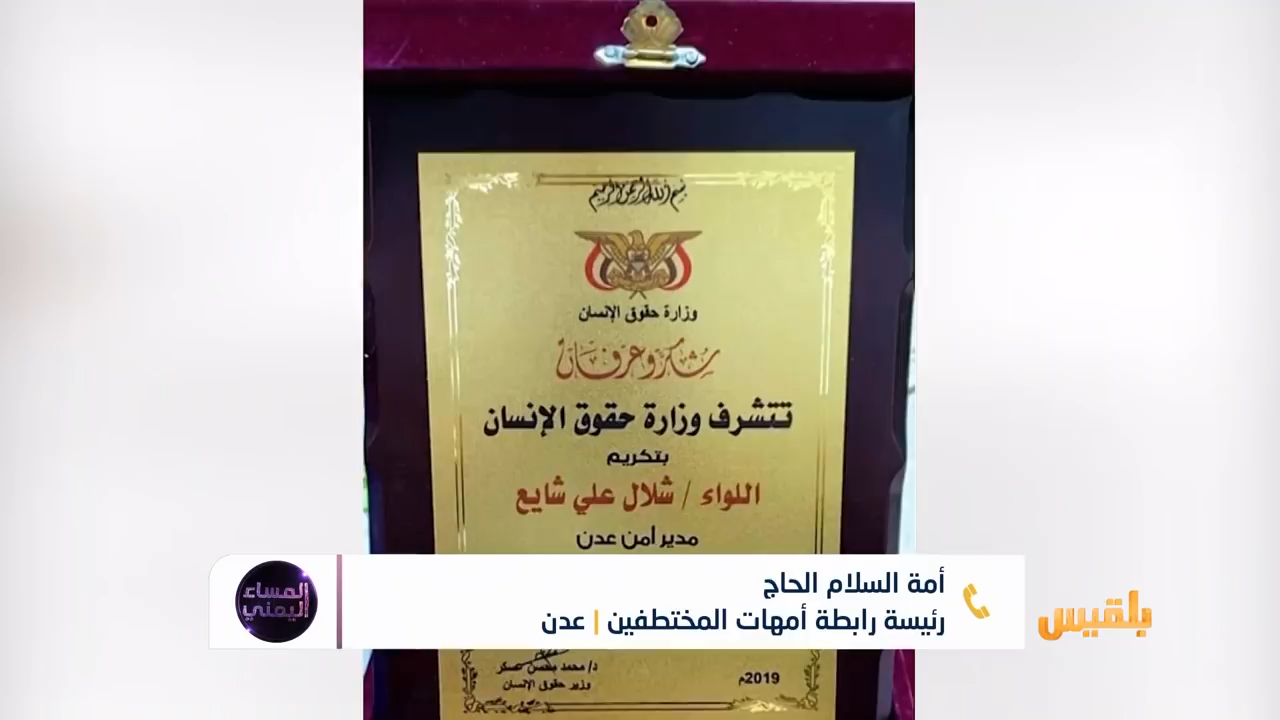 بسم الله الرحمن الرحيم
وزارة حقوق الإنسان
شكر وعرفان
تتشرف وزارة حقوق الإنسان
بتكريم
اللواء / شلال علي شايع
مدير امن عدن
أمة السلام الحاج
رئيسة رابطة أمهات المختطفين | عدن
المساء اليمني
بلقيس
د/ محمد محسن عسكر
وزير حقوق الإنسان
2019م